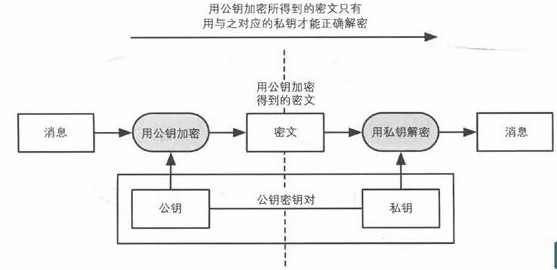 用公钥加密所得到的密文只有
用与之对应的私钥才能正确解密
用公钥加密
得到的密文
消息
用公钥加密
密文
用私钥解密
消息
公钥
公钥密钥对
私钥